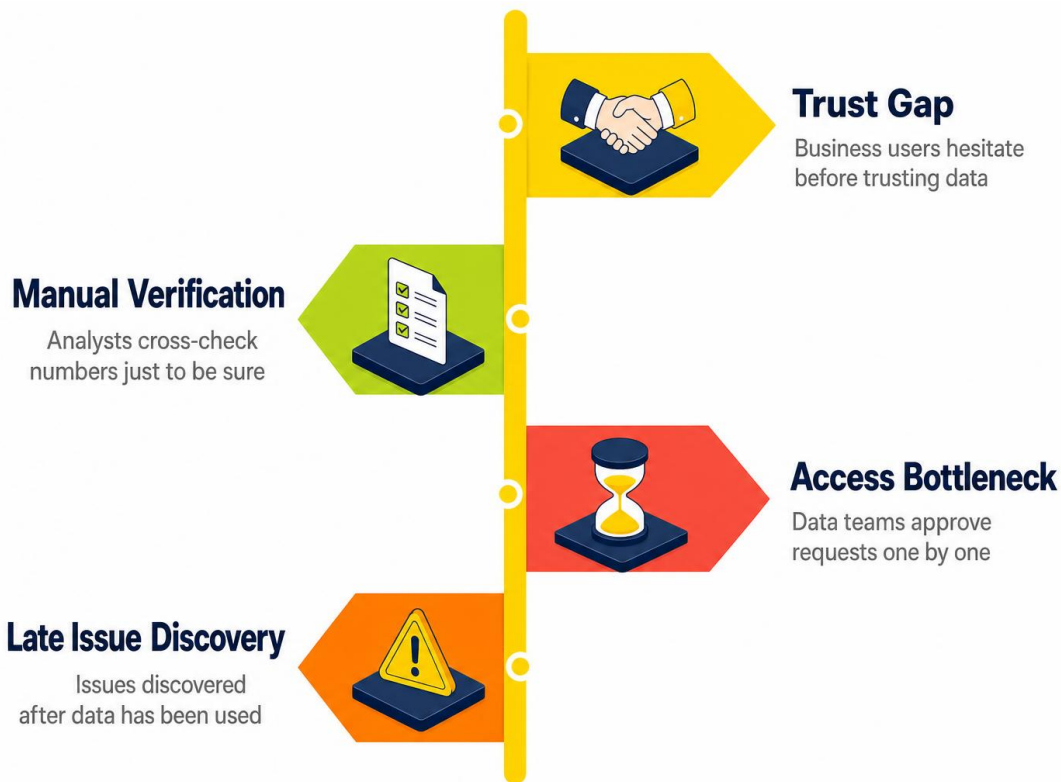 Trust Gap
Business users hesitate
before trusting data
Manual Verification
Analysts cross-check
numbers just to be sure
Access Bottleneck
Data teams approve
requests one by one
Late Issue Discovery
Issues discovered
after data has been used